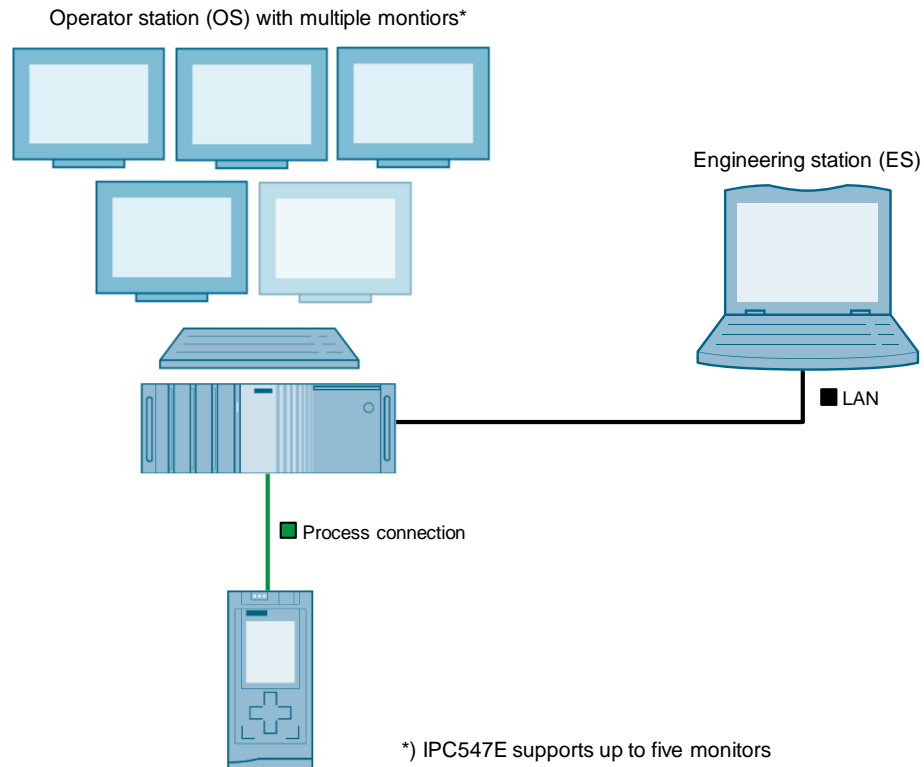 Operator station (OS) with multiple montiors*
Engineering station (ES)
LAN
Process connection
*) IPC547E supports up to five monitors